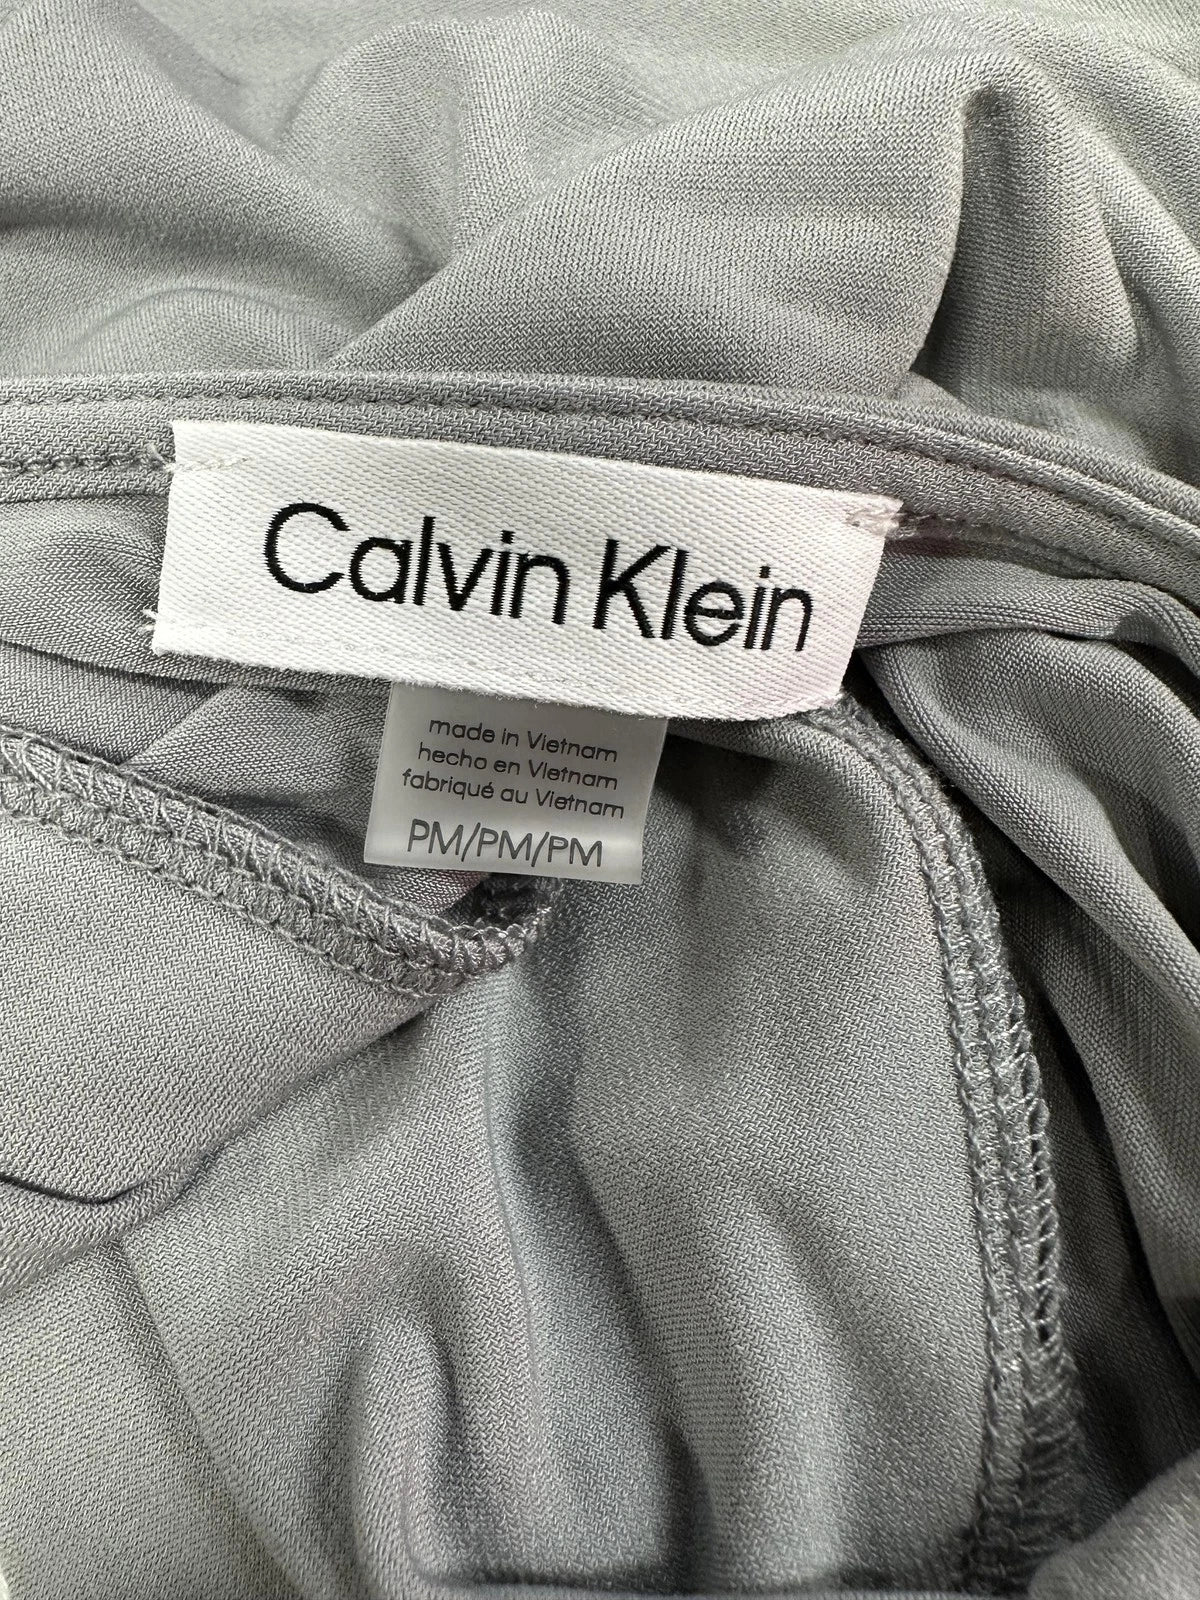 Calvin Klein
made in Vietnam
hecho en Vietnam
fabriqué au Vietnam
PM/PM/PM